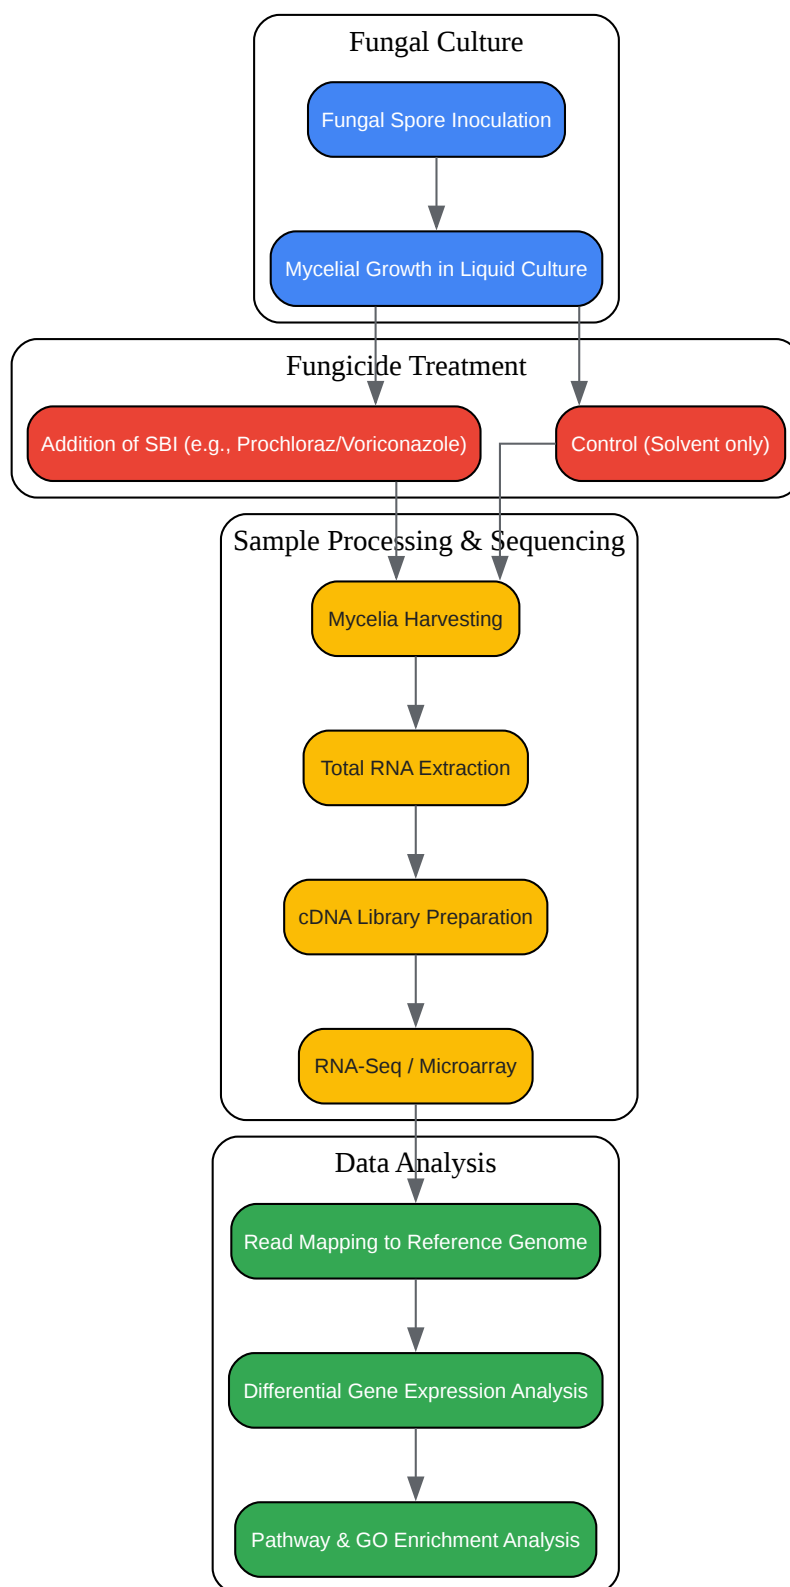 Fungal Culture
Fungal Spore Inoculation
Mycelial Growth in Liquid Culture
Fungicide Treatment
Addition of SBI (e.g., Prochloraz/Voriconazole)
Control (Solvent only)
Sample Processing & Sequencing
Mycelia Harvesting
Total RNA Extraction
cDNA Library Preparation
RNA-Seq / Microarray
Data Analysis
Read Mapping to Reference Genome
Differential Gene Expression Analysis
Pathway & GO Enrichment Analysis